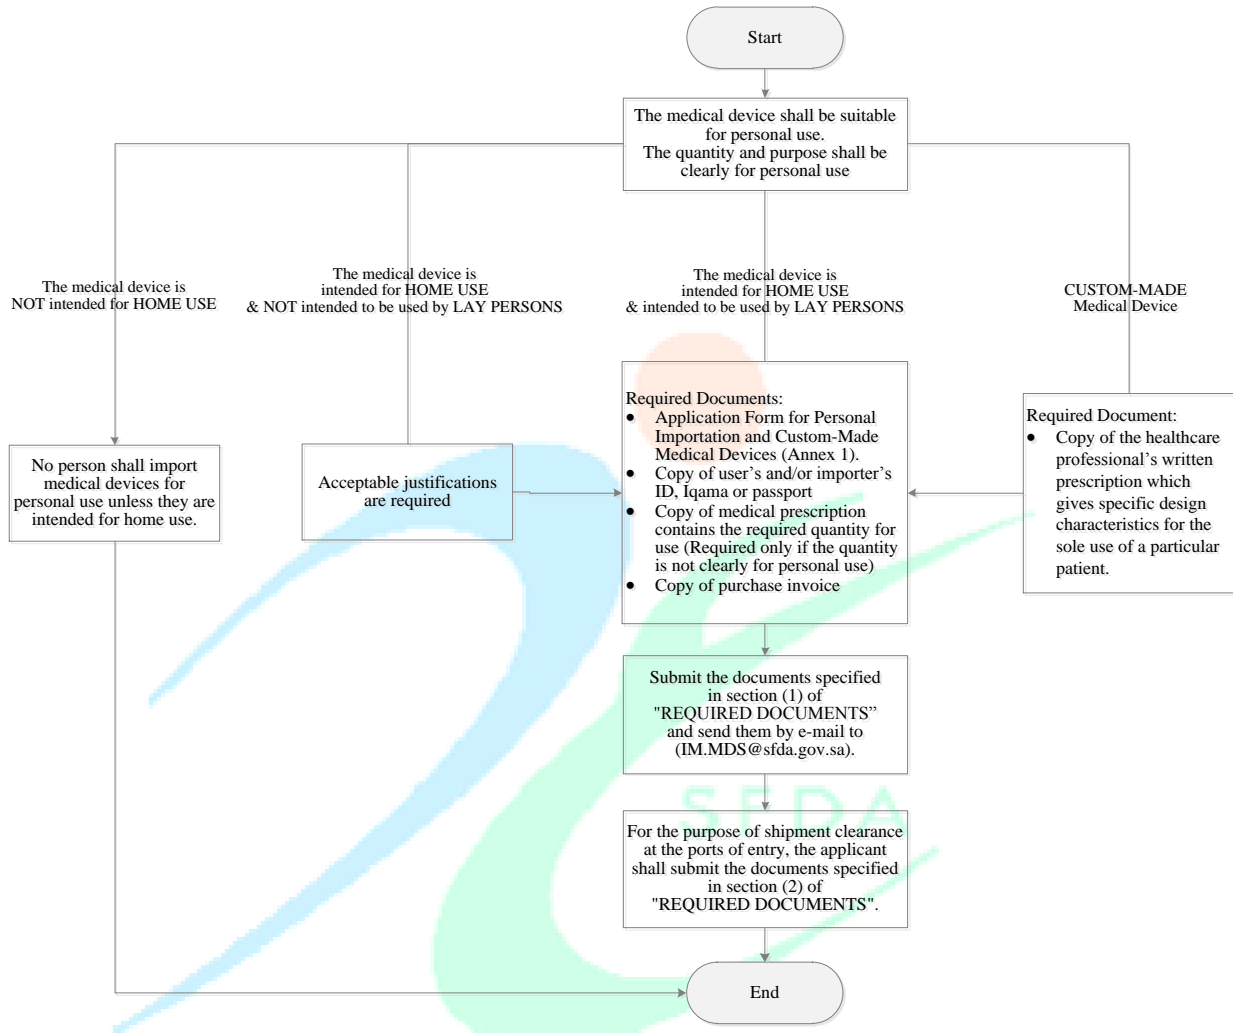 Start
The medical device shall be suitable
for personal use.
The quantity and purpose shall be
clearly for personal use
The medical device is
NOT intended for HOME USE
The medical device is
intended for HOME USE
& NOT intended to be used by LAY PERSONS
The medical device is
intended for HOME USE
& intended to be used by LAY PERSONS
CUSTOM-MADE
Medical Device
No person shall import
medical devices for
personal use unless they are
intended for home use.
Acceptable justifications
are required
Required Documents:
● Application Form for Personal
Importation and Custom-Made
Medical Devices (Annex 1).
● Copy of user’s and/or importer’s
ID, Iqama or passport
● Copy of medical prescription
contains the required quantity for
use (Required only if the quantity
is not clearly for personal use)
● Copy of purchase invoice
Required Document:
● Copy of the healthcare
professional’s written
prescription which
gives specific design
characteristics for the
sole use of a particular
patient.
Submit the documents specified
in section (1) of
"REQUIRED DOCUMENTS”
and send them by e-mail to
(IM.MDS@sfda.gov.sa).
SFDA
For the purpose of shipment clearance
at the ports of entry, the applicant
shall submit the documents specified
in section (2) of
"REQUIRED DOCUMENTS".
End